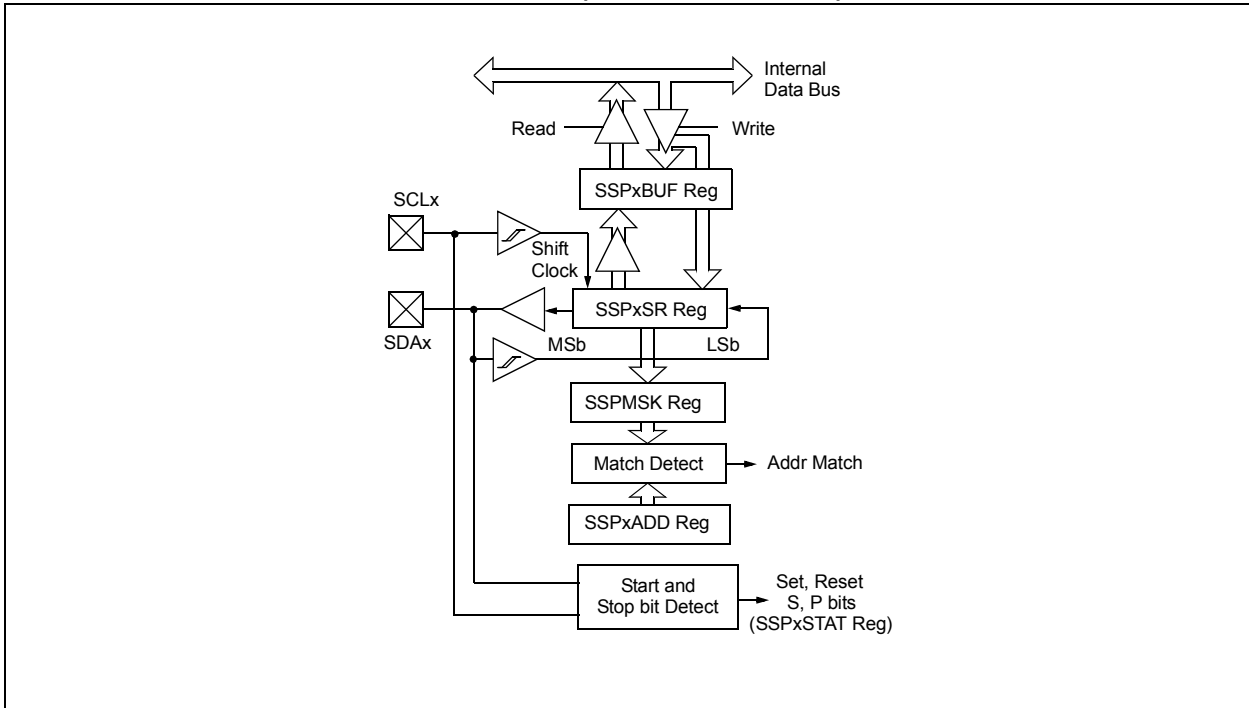 Internal
Data Bus
Read
Write
SSPxBUF Reg
SCLx
Shift
Clock
SSPxSR Reg
SDAx
MSb
LSb
SSPMSK Reg
Match Detect
Addr Match
SSPxADD Reg
Start and
Stop bit Detect
Set, Reset
S, P bits
(SSPxSTAT Reg)